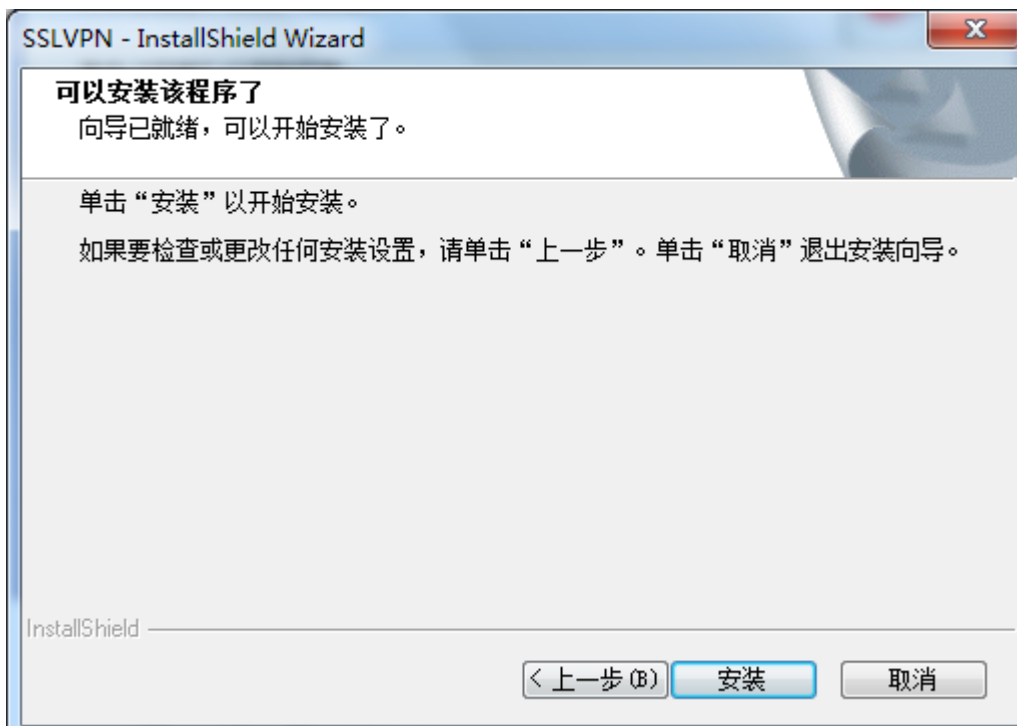 SSLVPN - InstallShield Wizard
可以安装该程序了
向导已就绪，可以开始安装了。
单击“安装”以开始安装。
如果要检查或更改任何安装设置，请单击“上一步”。单击“取消”退出安装向导。
InstallShield
< 上一步(B) 安装 取消